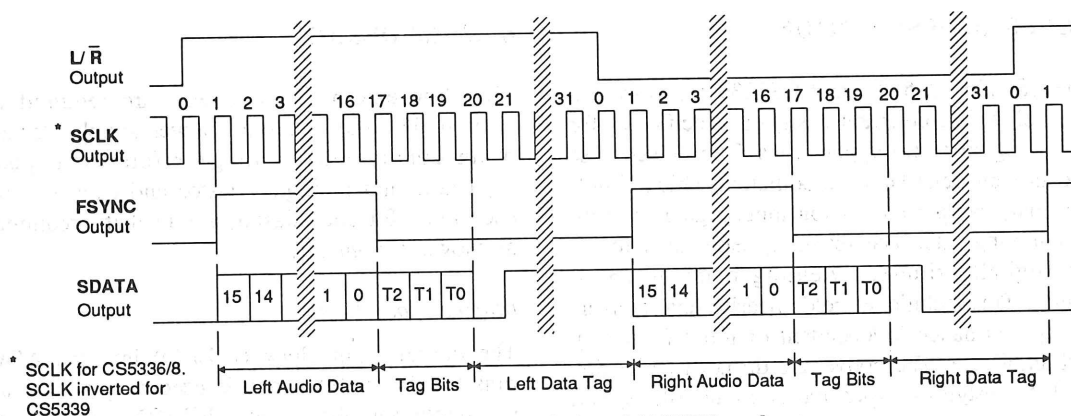 L/R̅
Output
0 1 2 3 16 17 18 19 20 21 31 0 1 2 3 16 17 18 19 20 21 31 0 1
* SCLK
Output
FSYNC
Output
SDATA
Output
15 14 1 0 T2 T1 T0 15 14 1 0 T2 T1 T0
Left Audio Data Tag Bits Left Data Tag Right Audio Data Tag Bits Right Data Tag
* SCLK for CS5336/8.
SCLK inverted for
CS5339